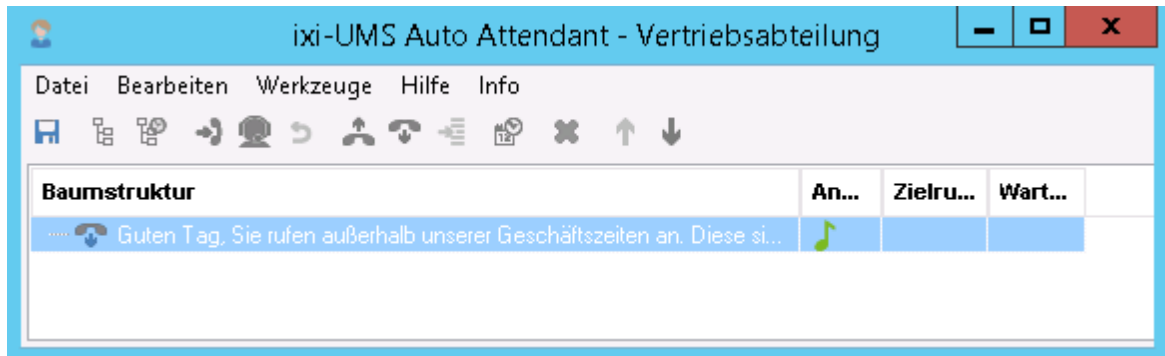 ixi-UMS Auto Attendant - Vertriebsabteilung
Datei Bearbeiten Werkzeuge Hilfe Info
Baumstruktur An... Zielru... Wart...
Guten Tag, Sie rufen außerhalb unserer Geschäftszeiten an. Diese si...